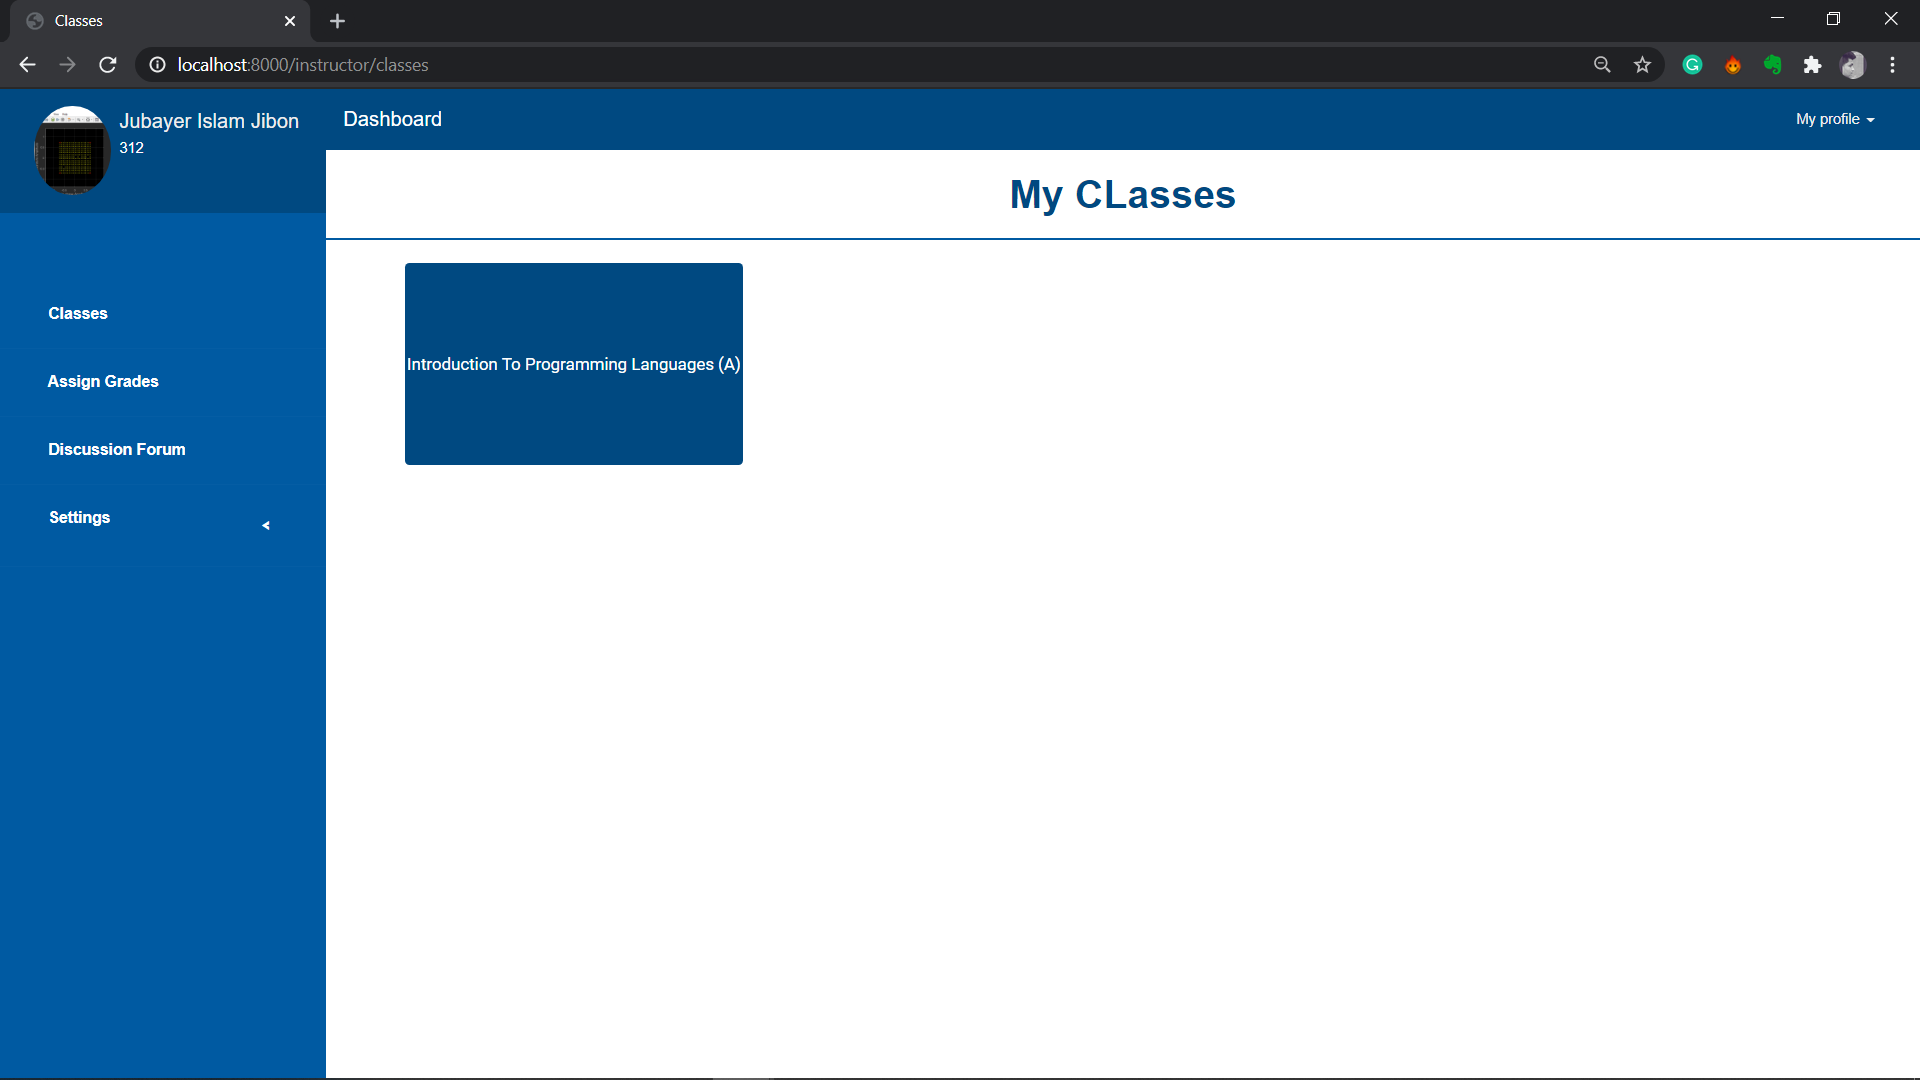 Classes
localhost:8000/instructor/classes
Jubayer Islam Jibon
312
Dashboard
My profile
My CLasses
Classes
Assign Grades
Discussion Forum
Settings
<
Introduction To Programming Languages (A)